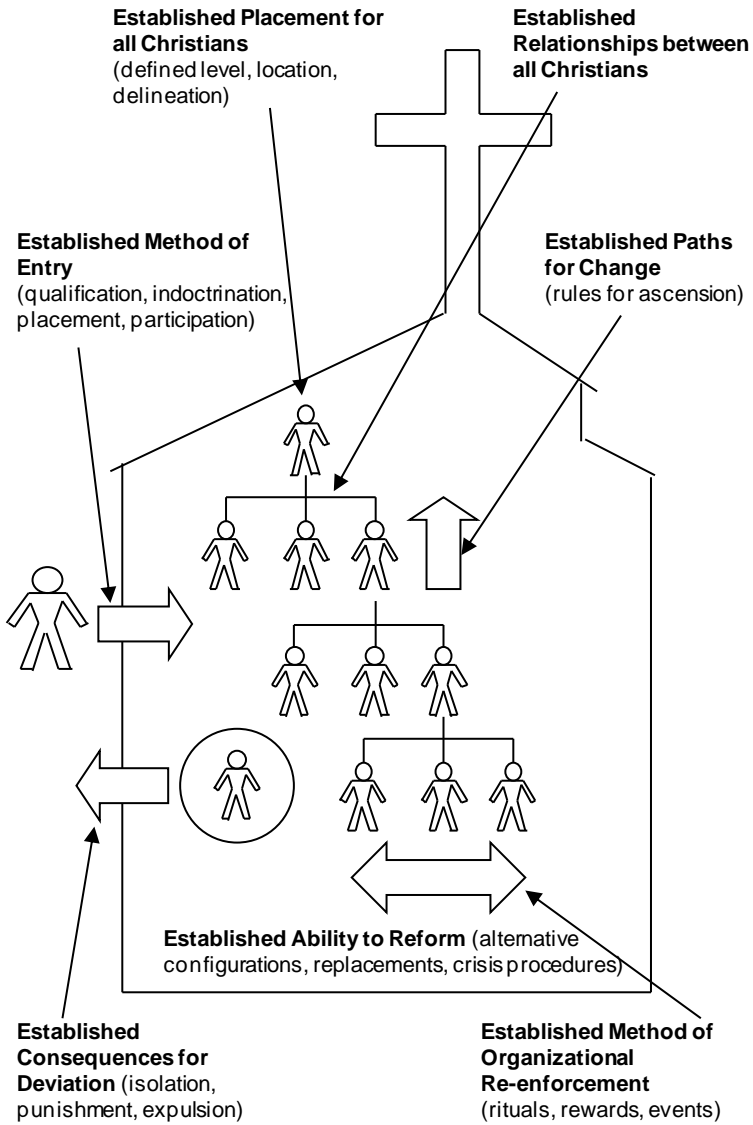 Established Placement for
all Christians
(defined level, location,
delineation)
Established
Relationships between
all Christians
Established Method of
Entry
(qualification, indoctrination,
placement, participation)
Established Paths
for Change
(rules for ascension)
Established Ability to Reform (alternative
configurations, replacements, crisis procedures)
Established
Consequences for
Deviation (isolation,
punishment, expulsion)
Established Method of
Organizational
Re-enforcement
(rituals, rewards, events)